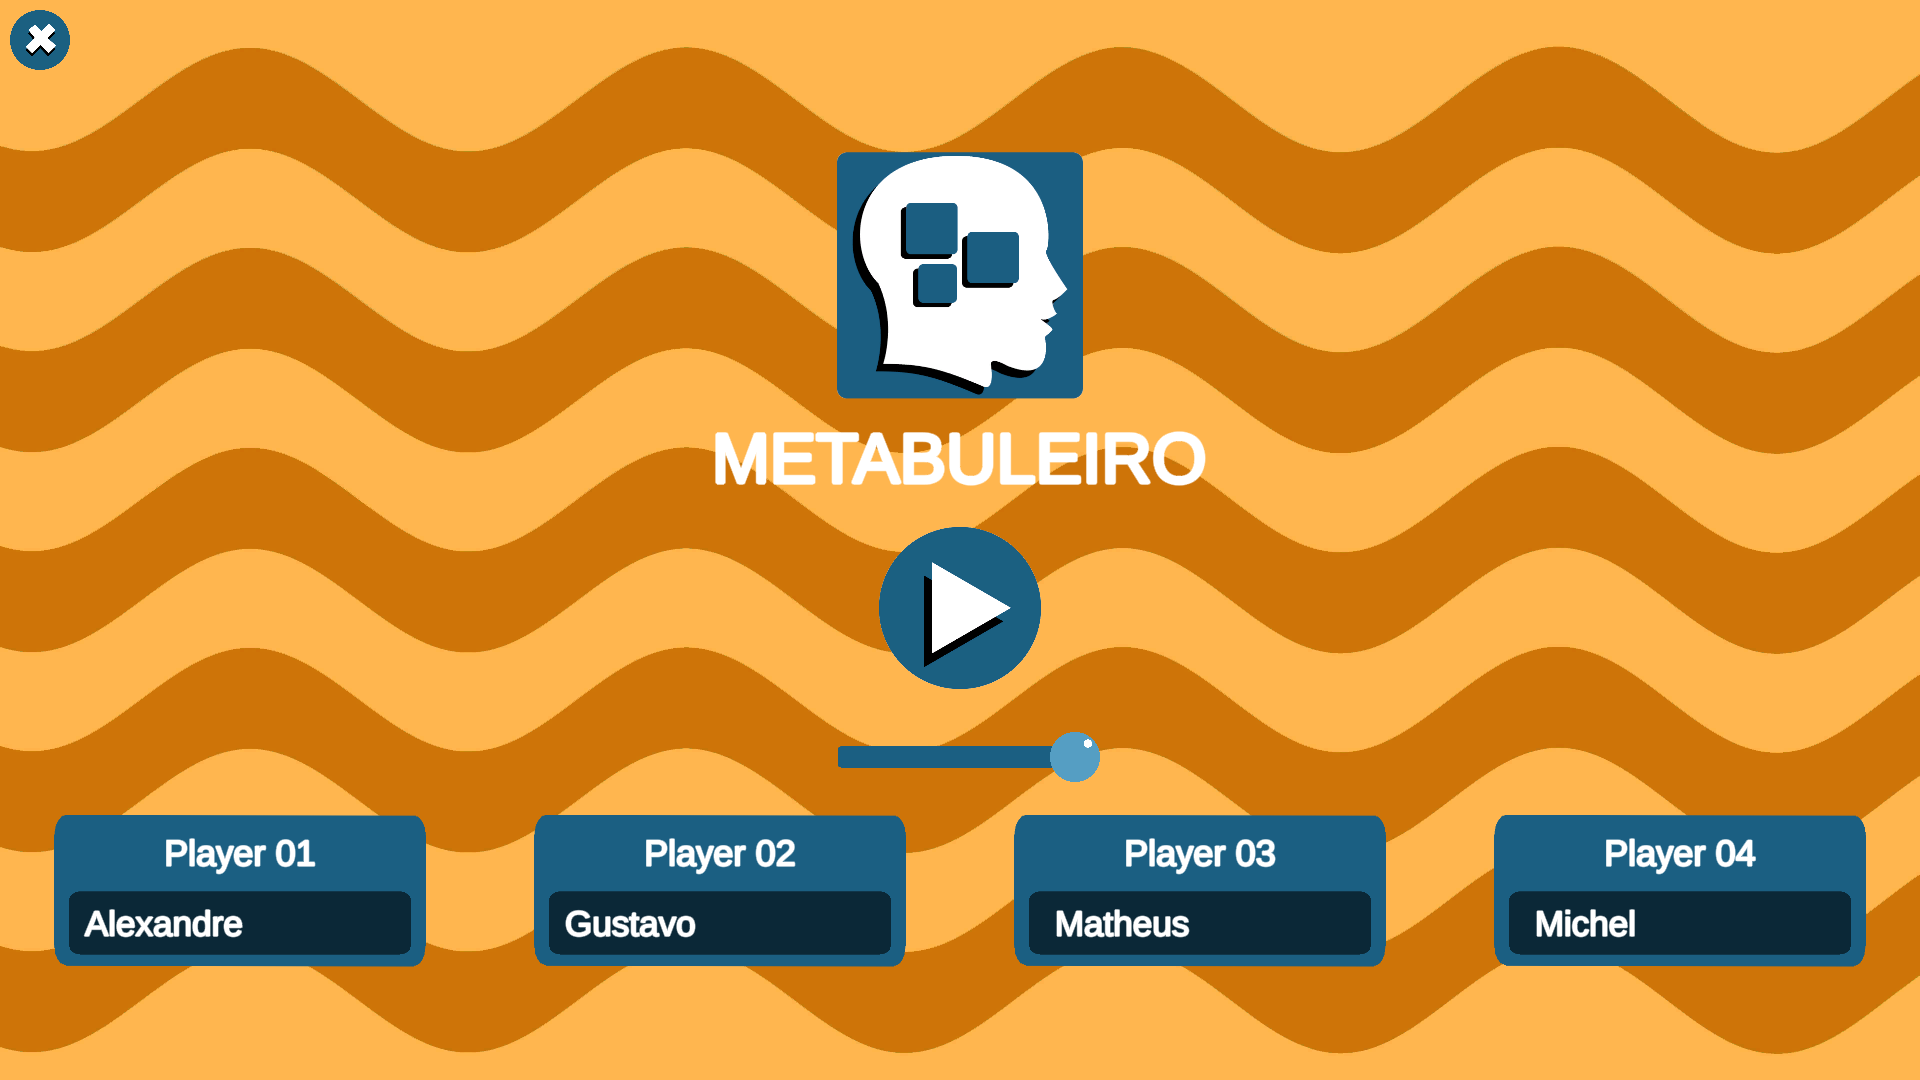 METABULEIRO
Player 01
Alexandre
Player 02
Gustavo
Player 03
Matheus
Player 04
Michel